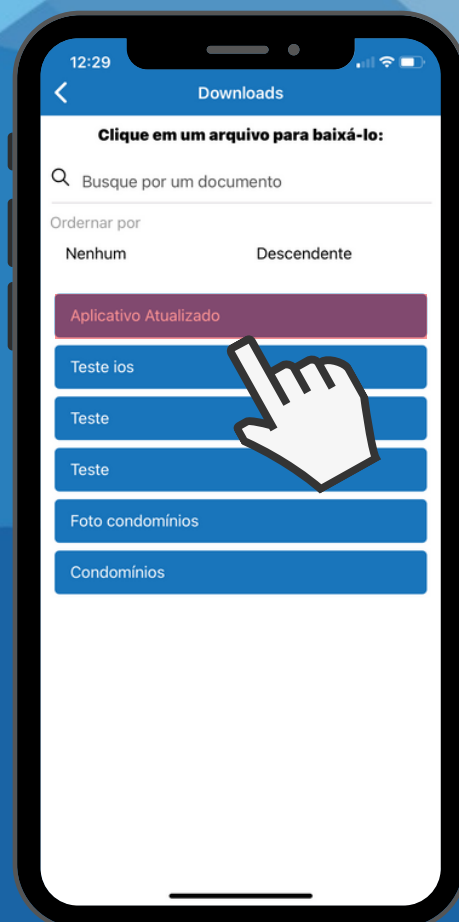 12:29
Downloads
Clique em um arquivo para baixá-lo:
Busque por um documento
Ordernar por
Nenhum Descendente
Aplicativo Atualizado
Teste ios
Teste
Teste
Foto condomínios
Condomínios